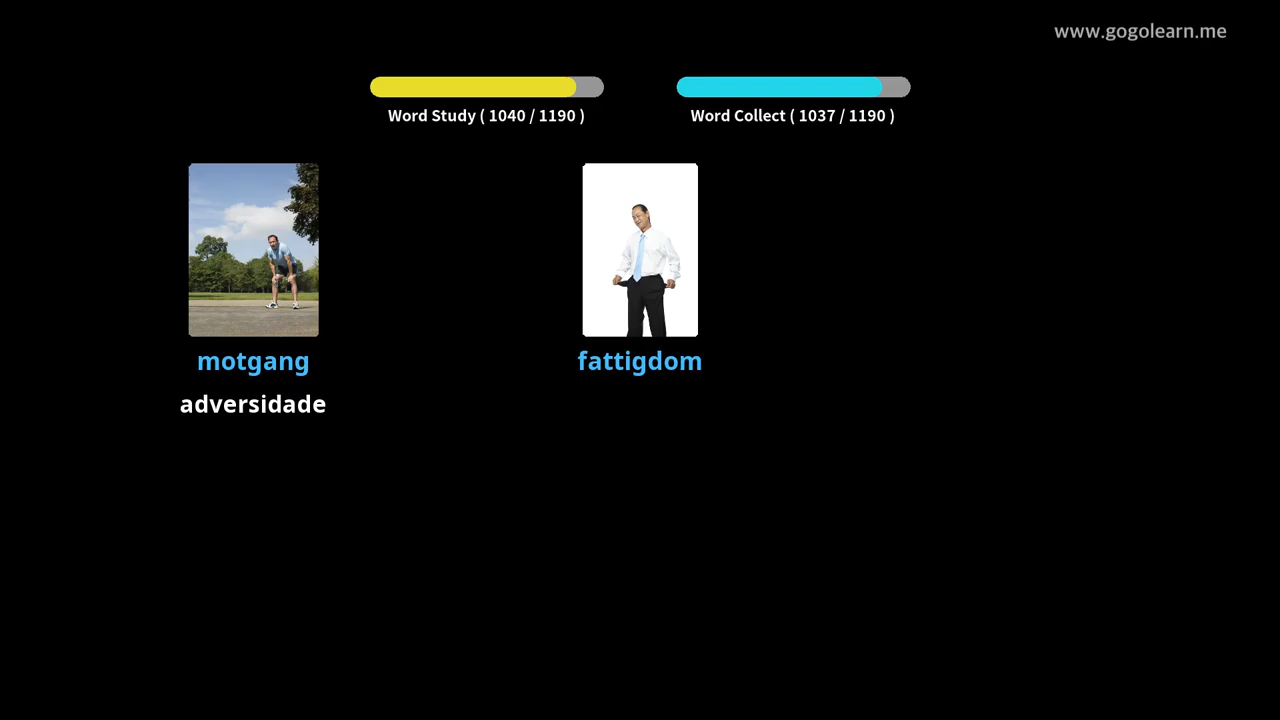 www.gogolearn.me
Word Study ( 1040 / 1190 )
Word Collect ( 1037 / 1190 )
motgang
fattigdom
adversidade